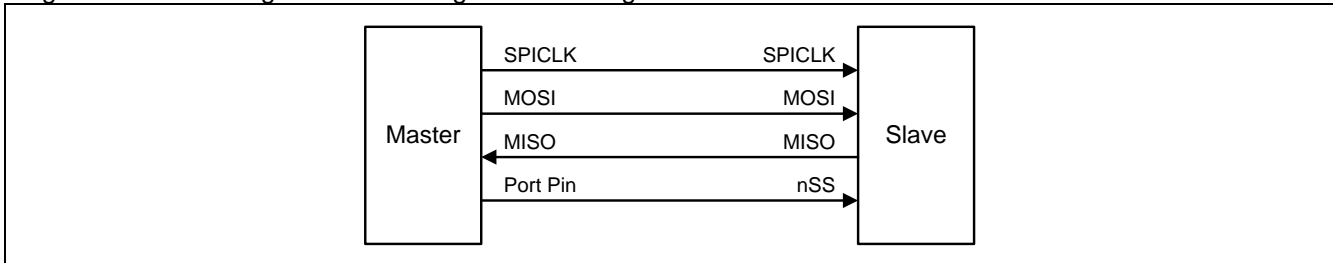 SPICLK SPICLK
MOSI MOSI
Master MISO MISO Slave
Port Pin nSS